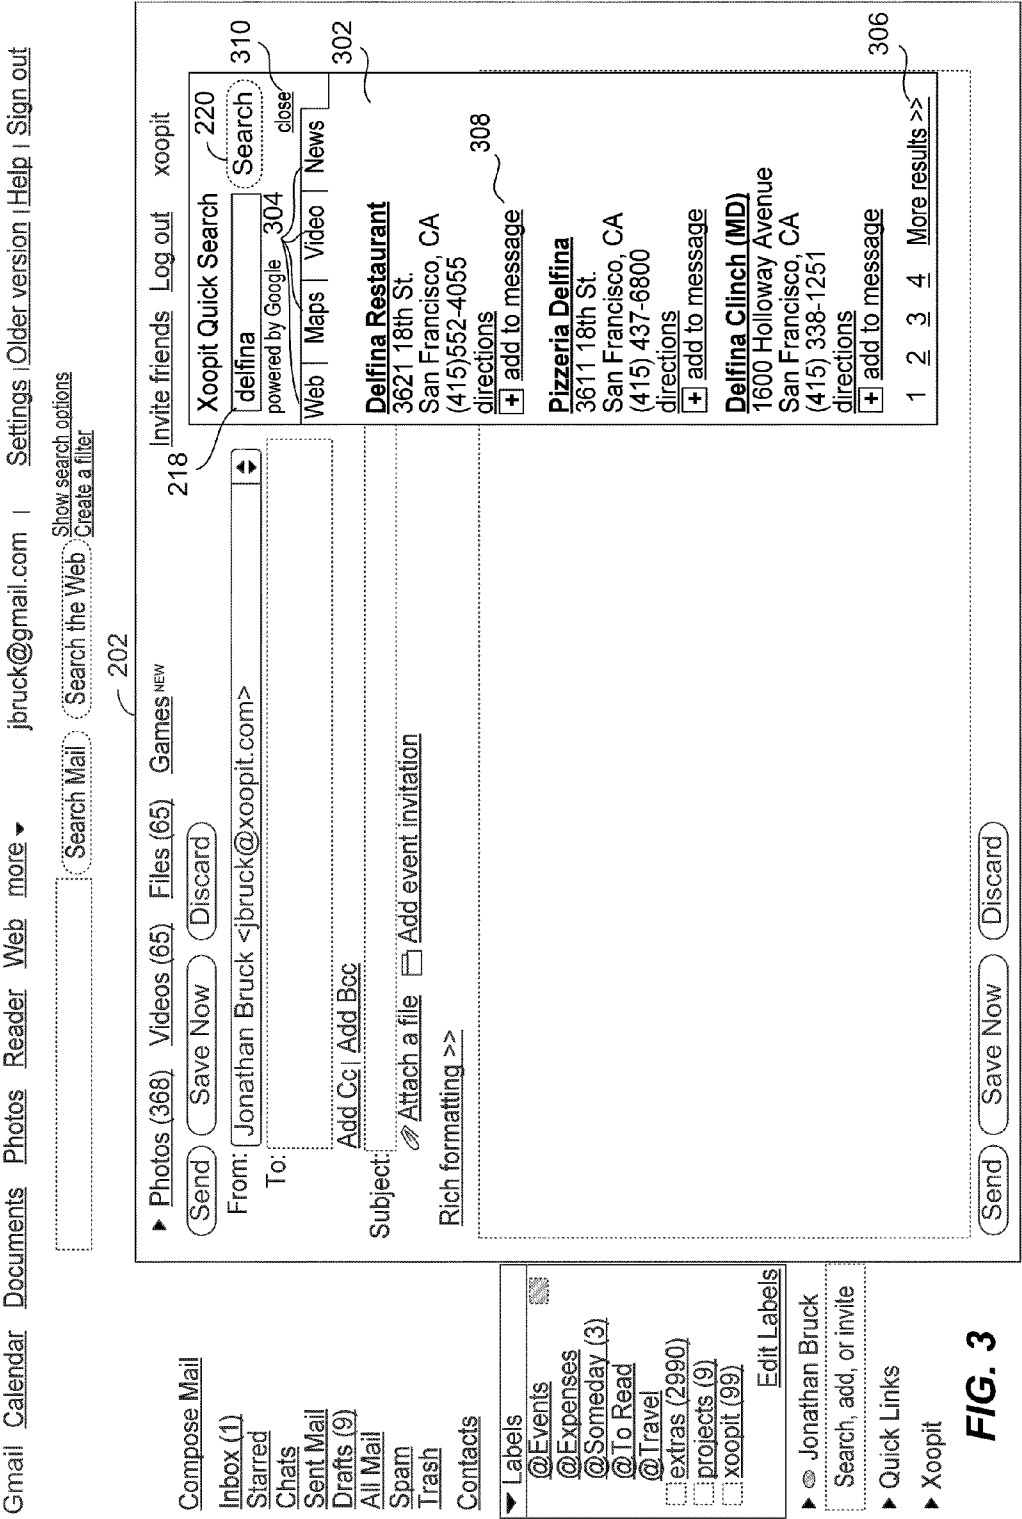 Gmail Calendar Documents Photos Reader Web more ▾ jbruck@gmail.com | Settings | Older version | Help | Sign out
Search Mail Search the Web Show search options
Create a filter
202
Compose Mail
Inbox (1)
Starred
Chats
Sent Mail
Drafts (9)
All Mail
Spam
Trash
Contacts
▼ Labels
@Events
@Expenses
@Someday (3)
@To Read
@Travel
extras (2990)
projects (9)
xoopit (99)
Edit Labels
▶ Jonathan Bruck
Search, add, or invite
▶ Quick Links
▶ Xoopit
▶ Photos (368) Videos (65) Files (65) Games NEW Invite friends Log out xoopit
Send Save Now Discard
From: Jonathan Bruck <jbruck@xoopit.com>
To:
Add Cc | Add Bcc
Subject:
Attach a file Add event invitation
Rich formatting >>
Send Save Now Discard
218
Xoopit Quick Search
220
310
delfina Search
powered by Google 304 close
302
Web | Maps | Video | News
Delfina Restaurant
3621 18th St.
San Francisco, CA
(415)552-4055
directions
+ add to message
308
Pizzeria Delfina
3611 18th St.
San Francisco, CA
(415) 437-6800
directions
+ add to message
Delfina Clinch (MD)
1600 Holloway Avenue
San Francisco, CA
(415) 338-1251
directions
+ add to message
1 2 3 4 More results >>
306
FIG. 3